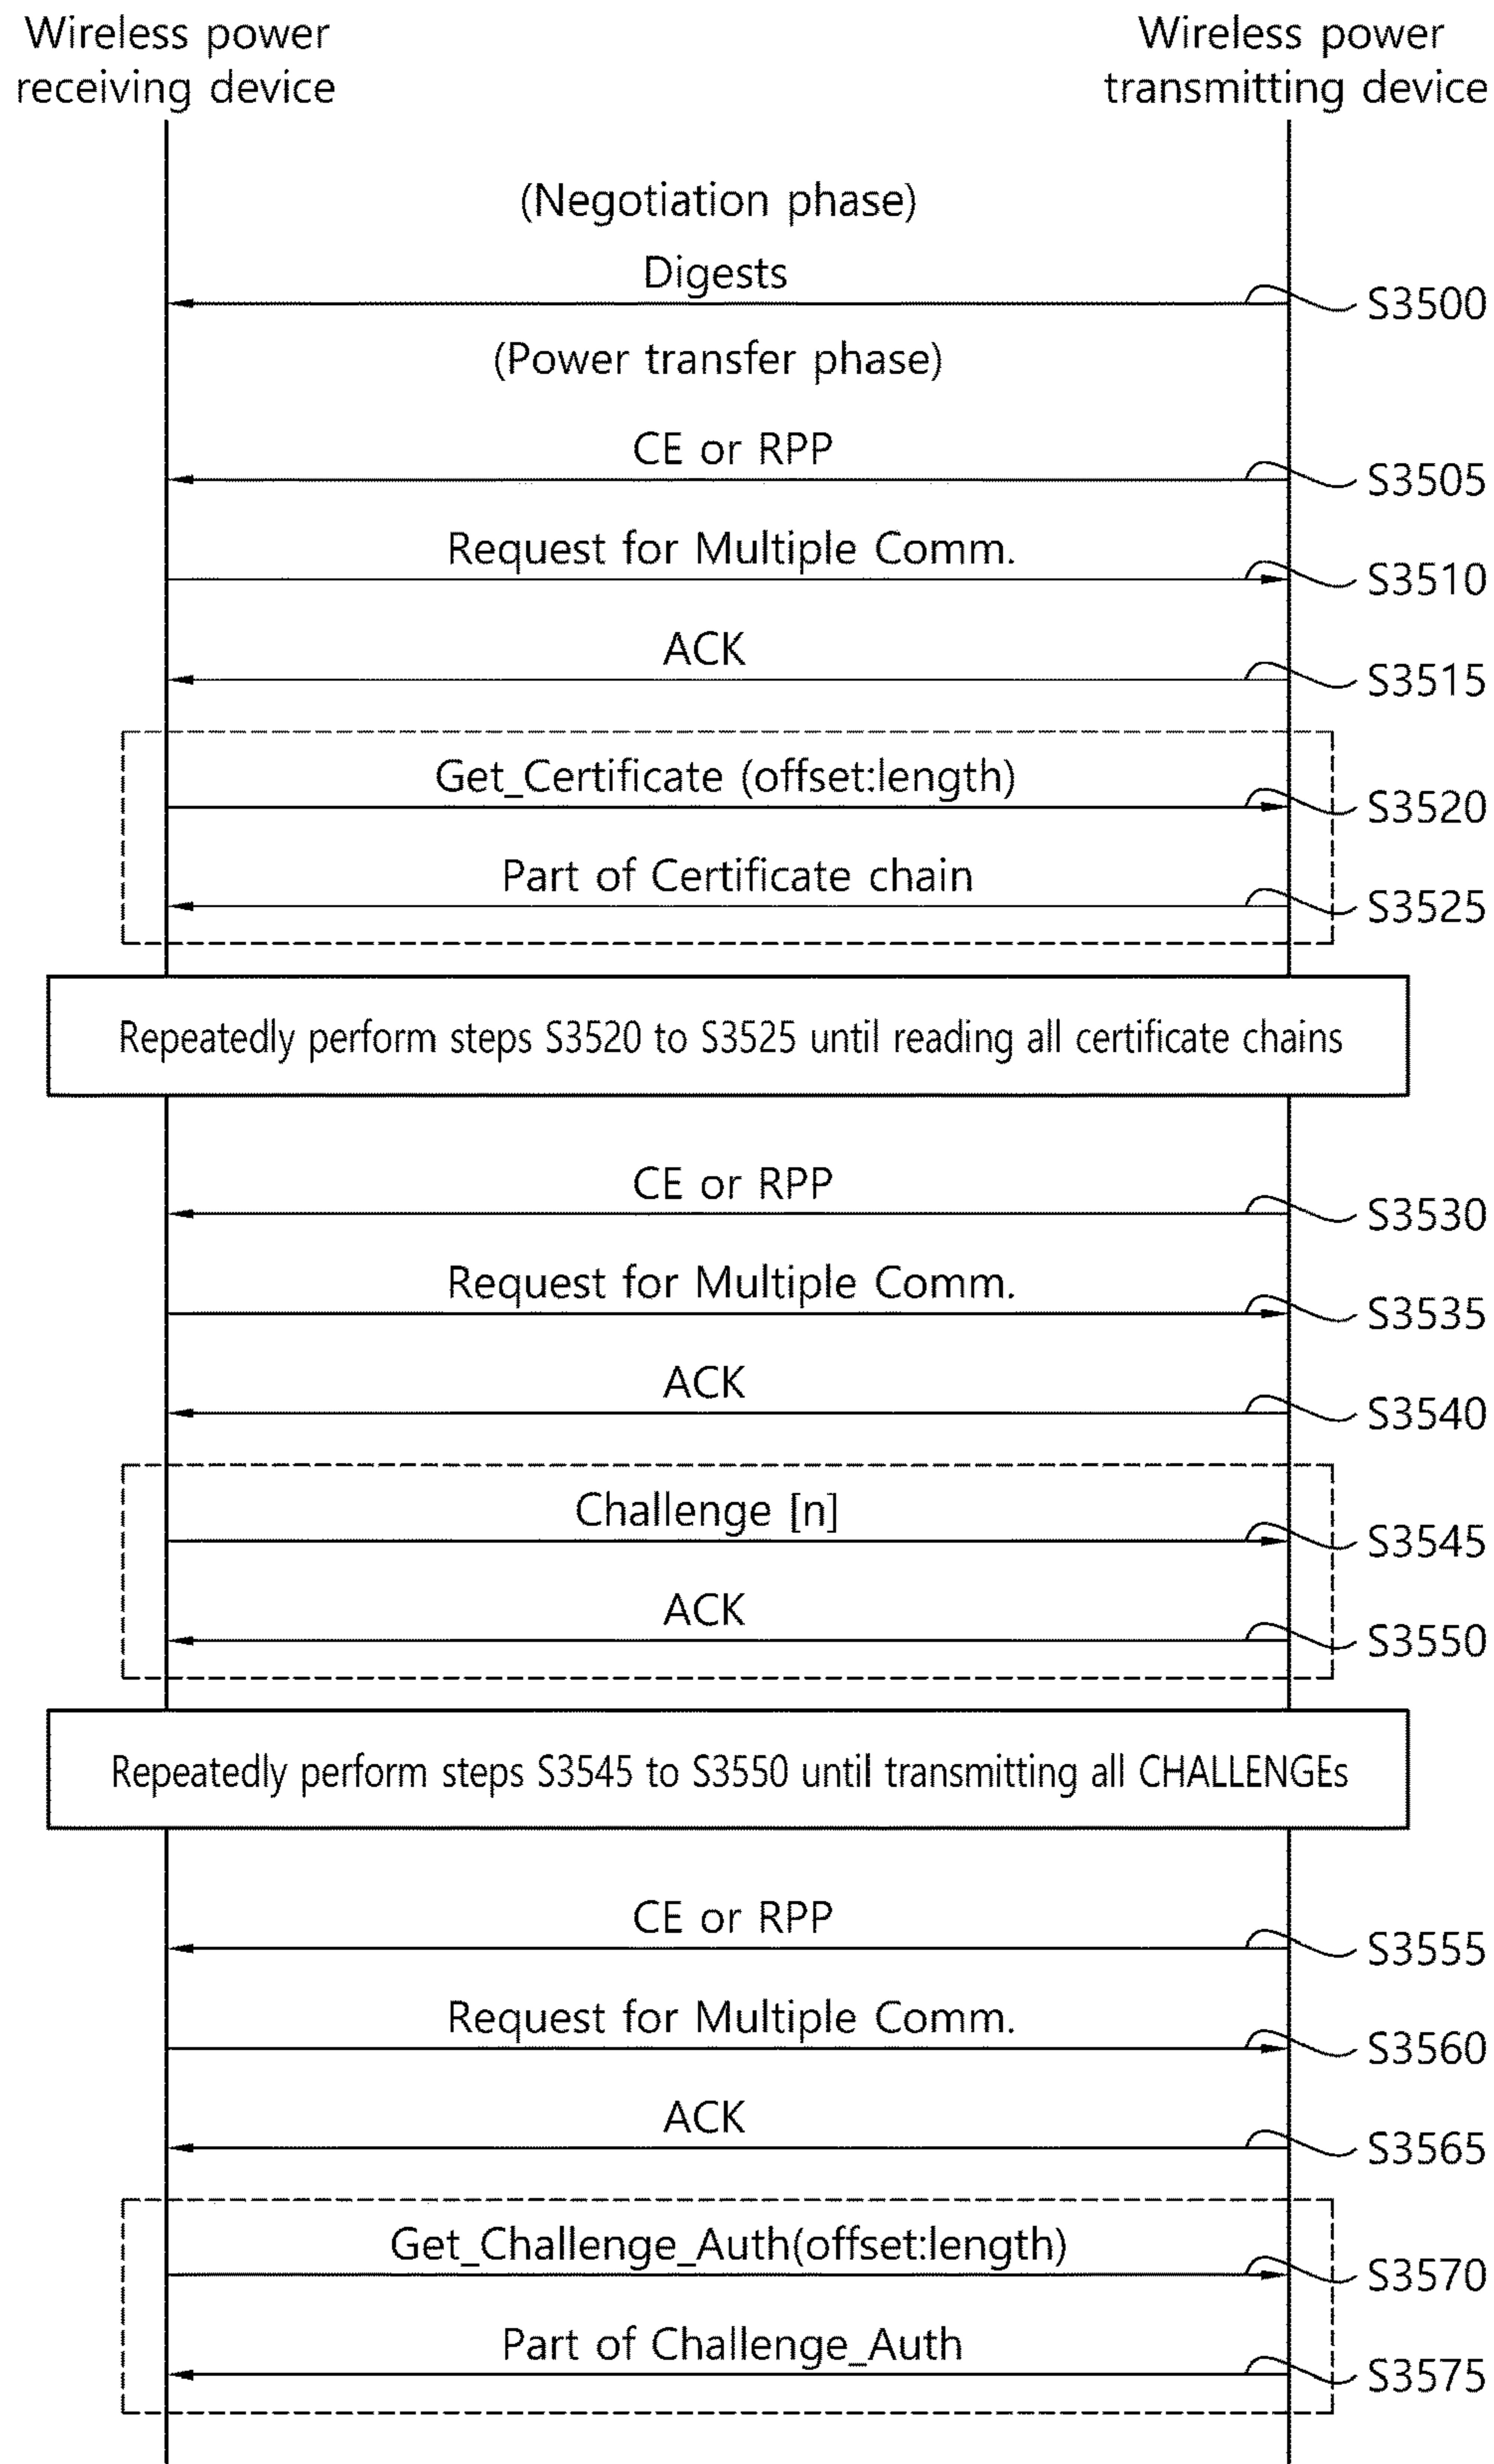 Wireless power
receiving device
Wireless power
transmitting device
(Negotiation phase)
Digests
S3500
(Power transfer phase)
CE or RPP
S3505
Request for Multiple Comm.
S3510
ACK
S3515
Get_Certificate (offset:length)
S3520
Part of Certificate chain
S3525
Repeatedly perform steps S3520 to S3525 until reading all certificate chains
CE or RPP
S3530
Request for Multiple Comm.
S3535
ACK
S3540
Challenge [n]
S3545
ACK
S3550
Repeatedly perform steps S3545 to S3550 until transmitting all CHALLENGEs
CE or RPP
S3555
Request for Multiple Comm.
S3560
ACK
S3565
Get_Challenge_Auth(offset:length)
S3570
Part of Challenge_Auth
S3575